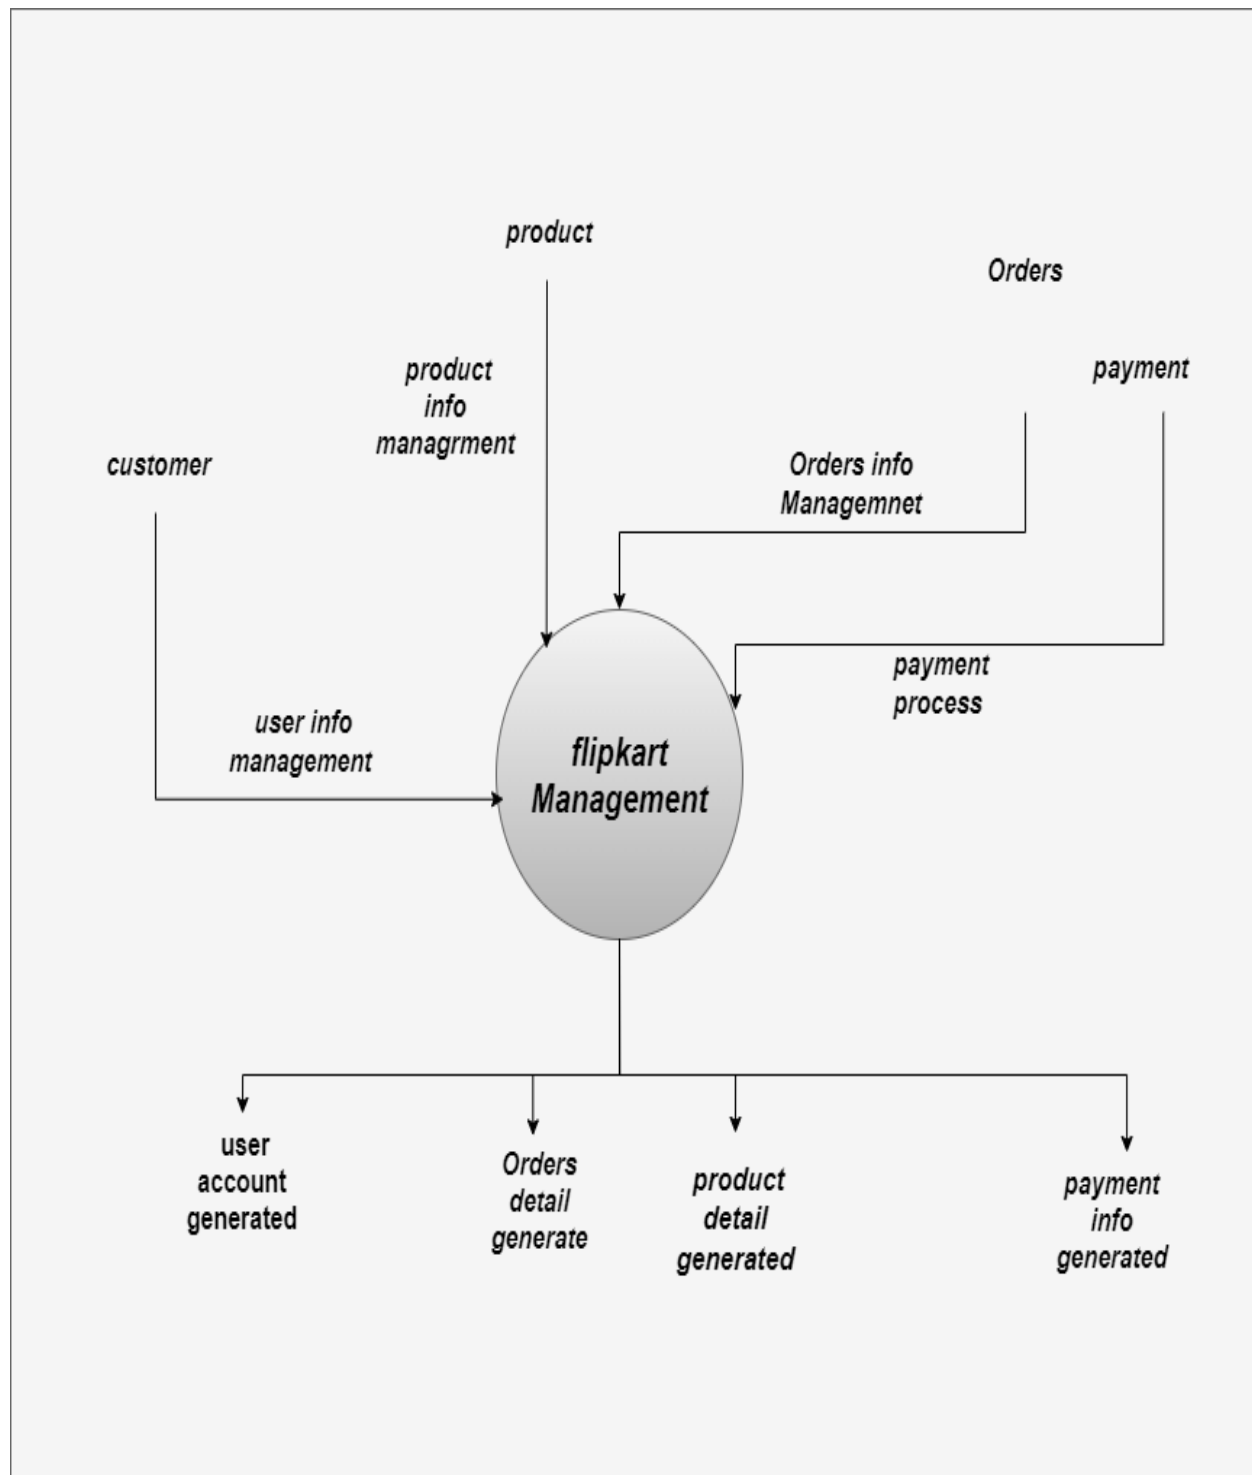 product
Orders
product
info
managrment
payment
customer
Orders info
Managemnet
payment
process
user info
management
flipkart
Management
user
account
generated
Orders
detail
generate
product
detail
generated
payment
info
generated